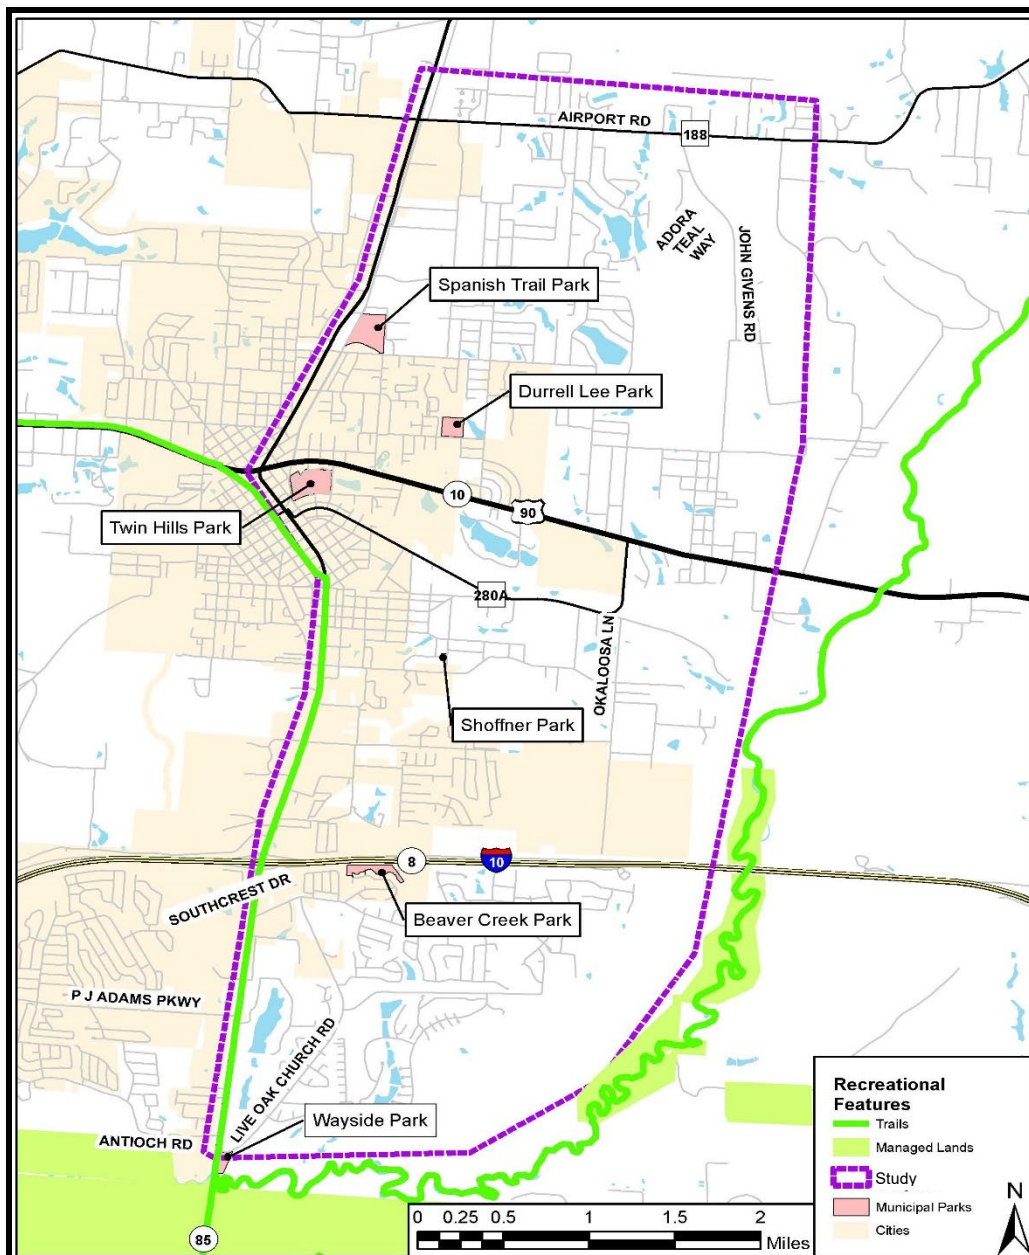 AIRPORT RD
188
ADORA
TEAL
WAY
JOHN GIVENS RD
Spanish Trail Park
Durrell Lee Park
10
90
Twin Hills Park
280A
OKALOOSA LN
Shoffner Park
8
10
SOUTHCREST DR
Beaver Creek Park
P J ADAMS PKWY
LIVE OAK CHURCH RD
Wayside Park
ANTIOCH RD
85
Recreational
Features
Trails
Managed Lands
Study
Municipal Parks
Cities
N
0 0.25 0.5 1 2
Miles